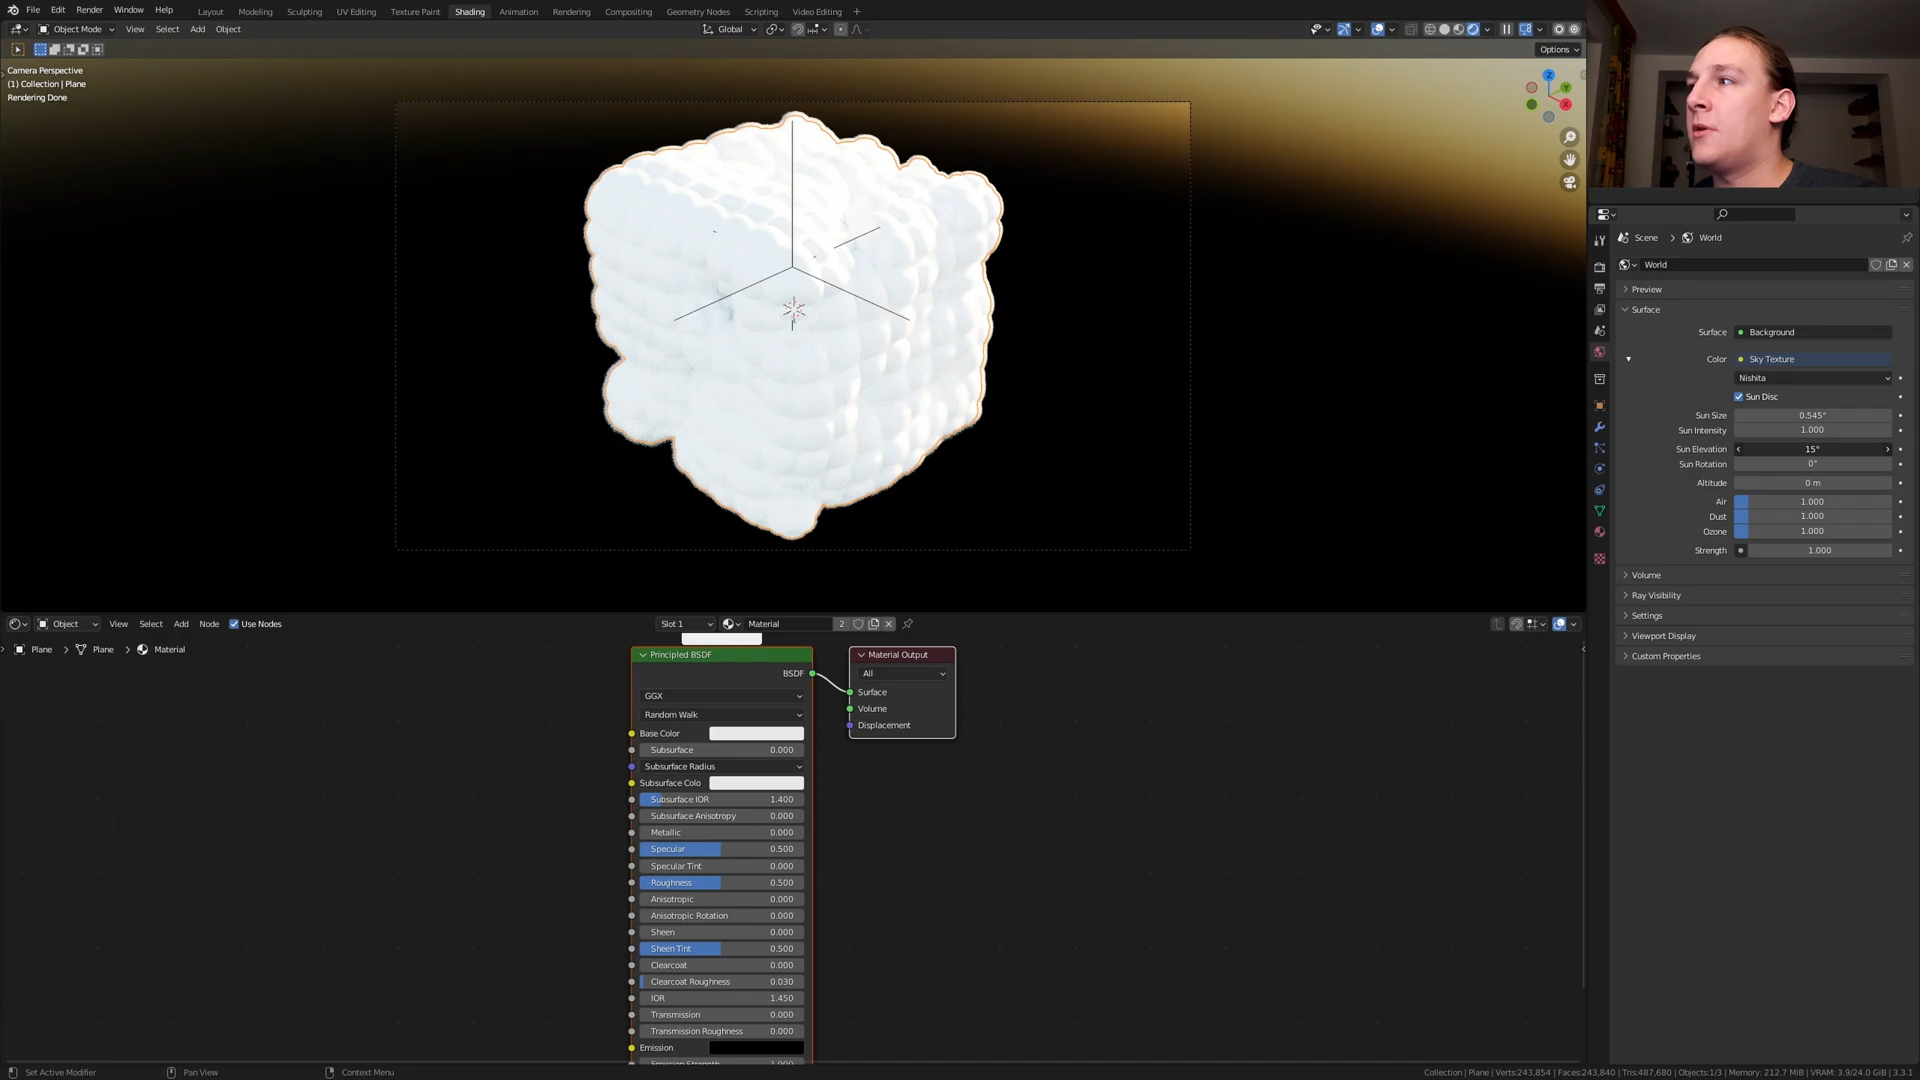 File Edit Render Window Help Layout Modeling Sculpting UV Editing Texture Paint Shading Animation Rendering Compositing Geometry Nodes Scripting Video Editing +
Object Mode View Select Add Object Global
Options
Camera Perspective
(1) Collection | Plane
Rendering Done
Z
Y
X
Scene > World
World
Preview
Surface
Surface Background
Color Sky Texture
Nishita
Sun Disc
Sun Size 0.545°
Sun Intensity 1.000
Sun Elevation 15°
Sun Rotation 0°
Altitude 0 m
Air 1.000
Dust 1.000
Ozone 1.000
Strength 1.000
Volume
Ray Visibility
Settings
Viewport Display
Custom Properties
Object View Select Add Node Use Nodes Slot 1 Material 2
Plane > Plane > Material
Principled BSDF
BSDF
GGX
Random Walk
Base Color
Subsurface 0.000
Subsurface Radius
Subsurface Colo
Subsurface IOR 1.400
Subsurface Anisotropy 0.000
Metallic 0.000
Specular 0.500
Specular Tint 0.000
Roughness 0.500
Anisotropic 0.000
Anisotropic Rotation 0.000
Sheen 0.000
Sheen Tint 0.500
Clearcoat 0.000
Clearcoat Roughness 0.030
IOR 1.450
Transmission 0.000
Transmission Roughness 0.000
Emission
Emission Strength 1.000
Material Output
All
Surface
Volume
Displacement
Set Active Modifier Pan View Context Menu
Collection | Plane | Verts:243,854 | Faces:243,840 | Tris:487,680 | Objects:1/3 | Memory: 212.7 MiB | VRAM: 3.9/24.0 GiB | 3.3.1